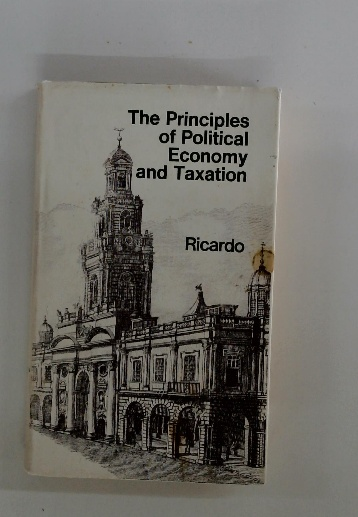 The Principles
of Political
Economy
and Taxation
Ricardo